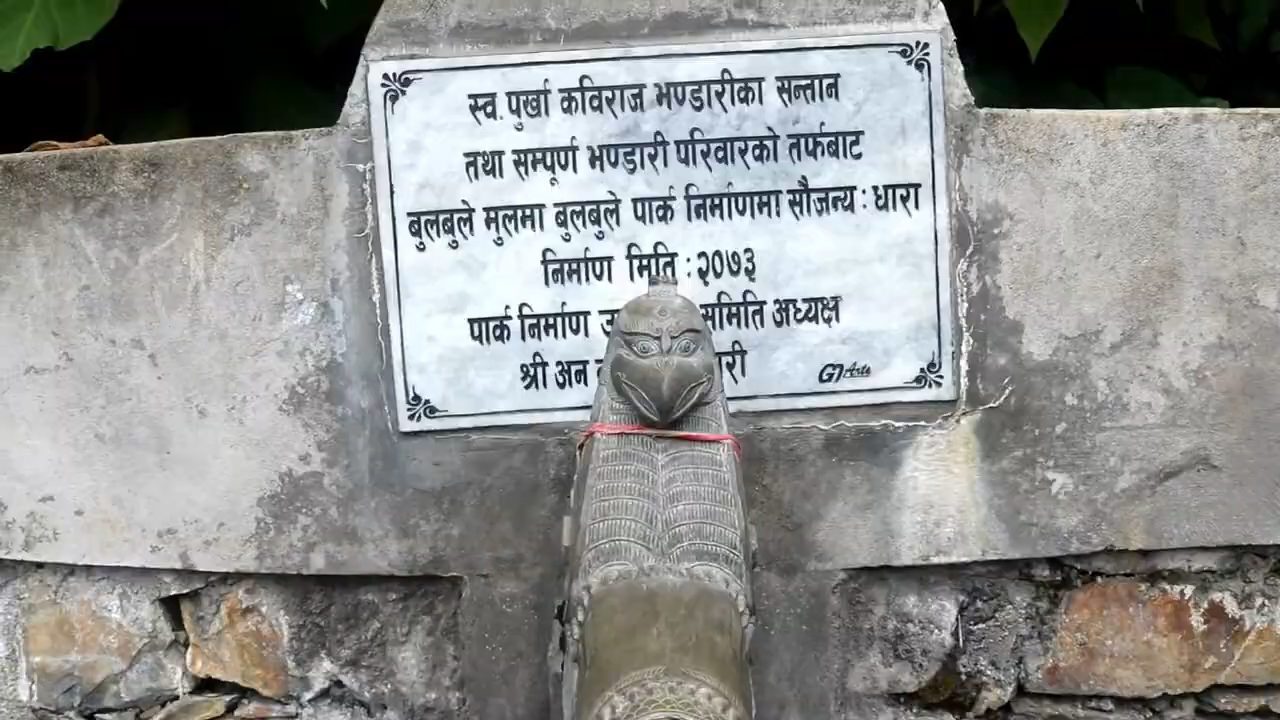 स्व. पुर्खा कविराज भण्डारीका सन्तान
तथा सम्पूर्ण भण्डारी परिवारको तर्फबाट
बुलबुले मुलमा बुलबुले पार्क निर्माणमा सौजन्य : धारा
निर्माण मिति : २०७३
पार्क निर्माण समिति अध्यक्ष
श्री अन
G7 Arts